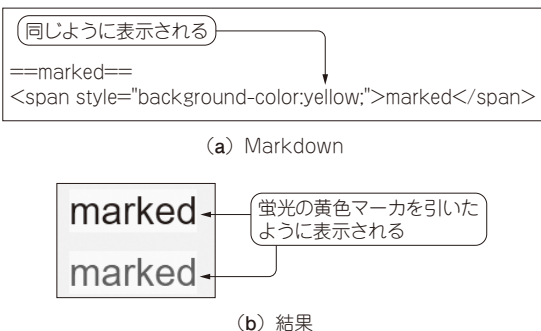 同じように表示される
==marked==
<span style="background-color:yellow;">marked</span>
(a) Markdown
marked
蛍光の黄色マーカを引いた
ように表示される
marked
(b) 結果